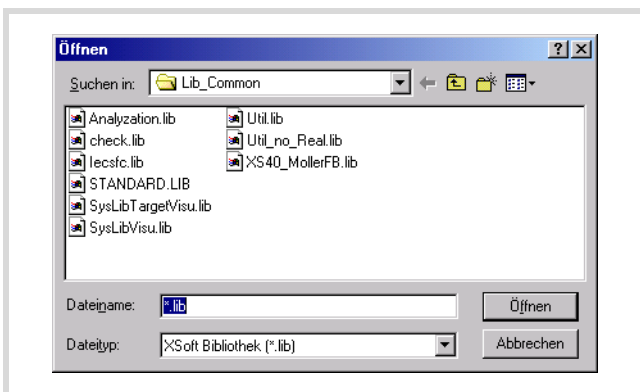 Öffnen
Suchen in: Lib_Common
Analyzation.lib
check.lib
Iecsfc.lib
STANDARD.LIB
SysLibTargetVisu.lib
SysLibVisu.lib
Util.lib
Util_no_Real.lib
XS40_MollerFB.lib
Dateiname: *.lib Öffnen
Dateityp: XSoft Bibliothek (*.lib) Abbrechen